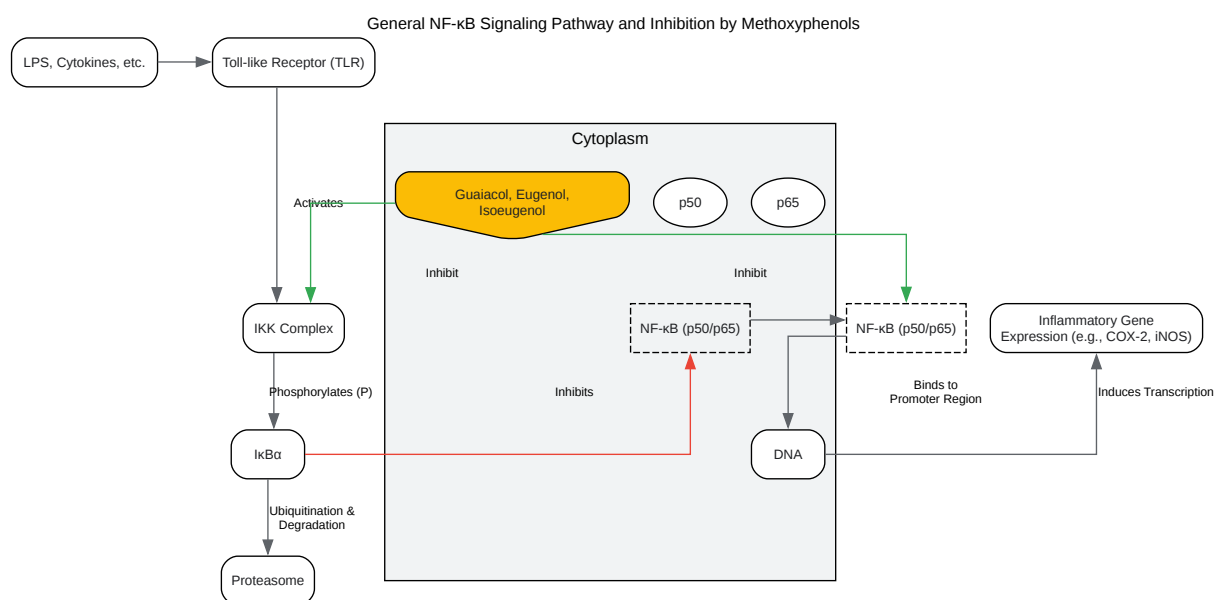 General NF-κB Signaling Pathway and Inhibition by Methoxyphenols
LPS, Cytokines, etc.
Toll-like Receptor (TLR)
Cytoplasm
Activates
Guaiacol, Eugenol,
Isoeugenol
p50
p65
Inhibit
Inhibit
IKK Complex
NF-κB (p50/p65)
NF-κB (p50/p65)
Inflammatory Gene
Expression (e.g., COX-2, iNOS)
Phosphorylates (P)
Inhibits
Binds to
Promoter Region
Induces Transcription
IκBα
DNA
Ubiquitination &
Degradation
Proteasome